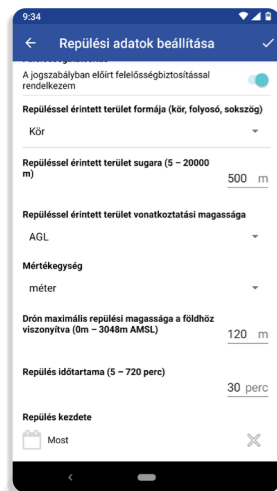 9:34
Repülési adatok beállítása
A jogszabályban előírt felelősségbiztosítással
rendelkezem
Repüléssel érintett terület formája (kör, folyosó, sokszög)
Kör
Repüléssel érintett terület sugara (5 – 20000
m)
500 m
Repüléssel érintett terület vonatkoztatási magassága
AGL
Mértékegység
méter
Drón maximális repülési magassága a földhöz
viszonyítva (0m – 3048m AMSL)
120 m
Repülés időtartama (5 – 720 perc)
30 perc
Repülés kezdete
Most